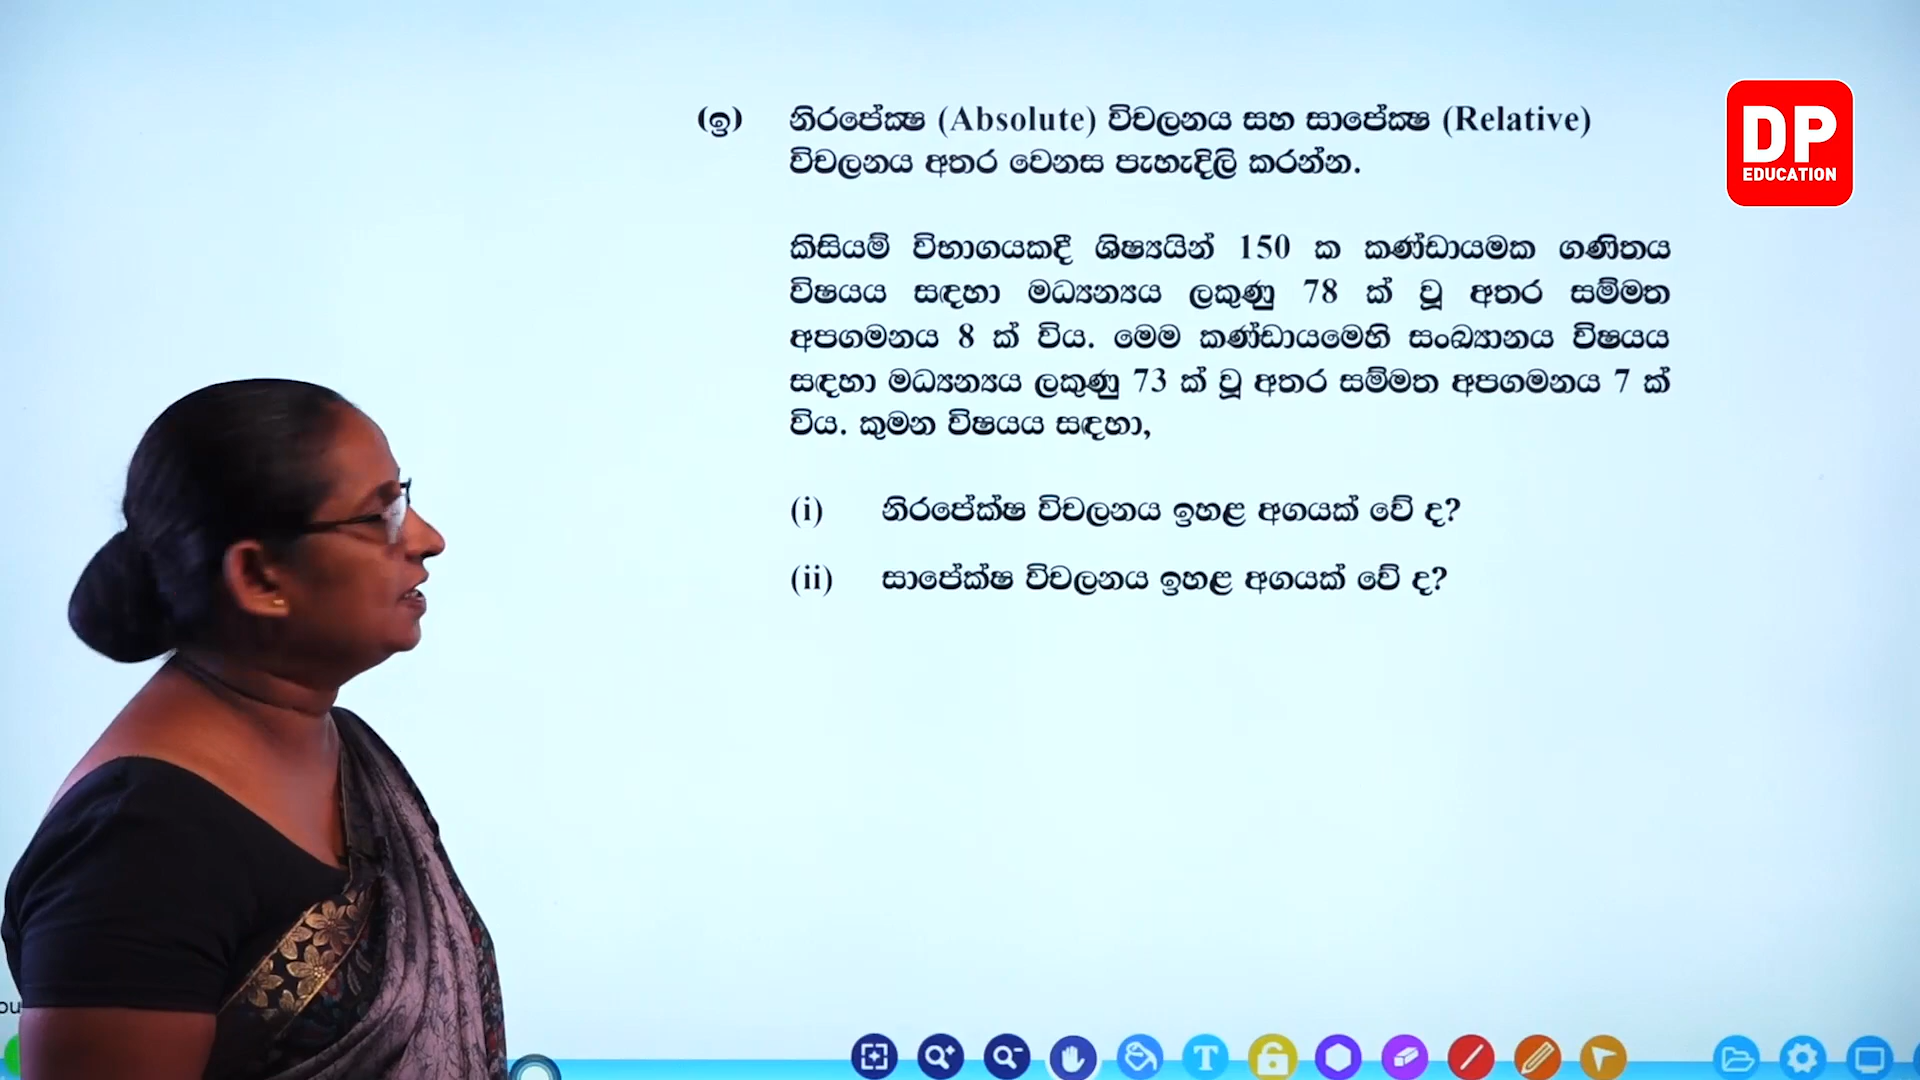 (ඉ) නිරපේක්‍ෂ (Absolute) විචලනය සහ සාපේක්‍ෂ (Relative)
විචලනය අතර වෙනස පැහැදිලි කරන්න.
කිසියම් විභාගයකදී ශිෂ්‍යයින් 150 ක කණ්ඩායමක ගණිතය
විෂයය සඳහා මධ්‍යන්‍යය ලකුණු 78 ක් වූ අතර සම්මත
අපගමනය 8 ක් විය. මෙම කණ්ඩායමෙහි සංඛ්‍යානය විෂයය
සඳහා මධ්‍යන්‍යය ලකුණු 73 ක් වූ අතර සම්මත අපගමනය 7 ක්
විය. කුමන විෂයය සඳහා,
(i) නිරපේක්ෂ විචලනය ඉහළ අගයක් වේ ද?
(ii) සාපේක්ෂ විචලනය ඉහළ අගයක් වේ ද?
DP
EDUCATION
ou
T